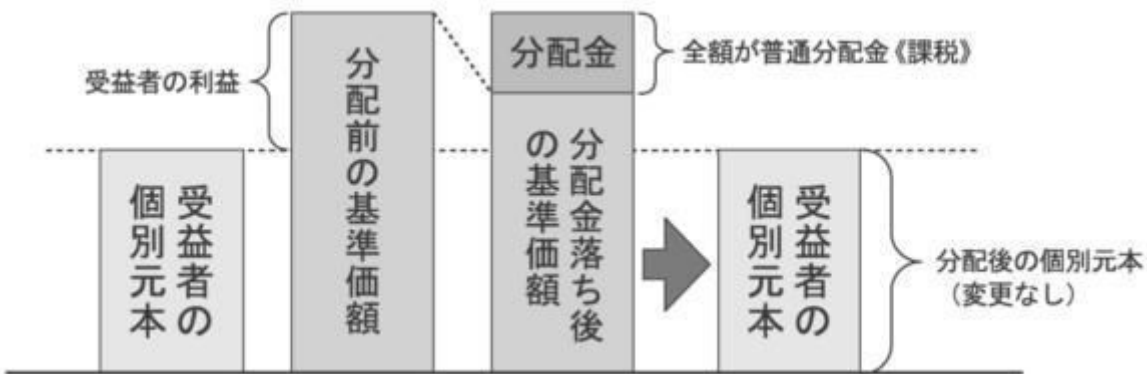 受益者の利益
受益者の
個別元本
分配前の基準価額
分配金
全額が普通分配金《課税》
分配金落ち後
の基準価額
受益者の
個別元本
分配後の個別元本
（変更なし）